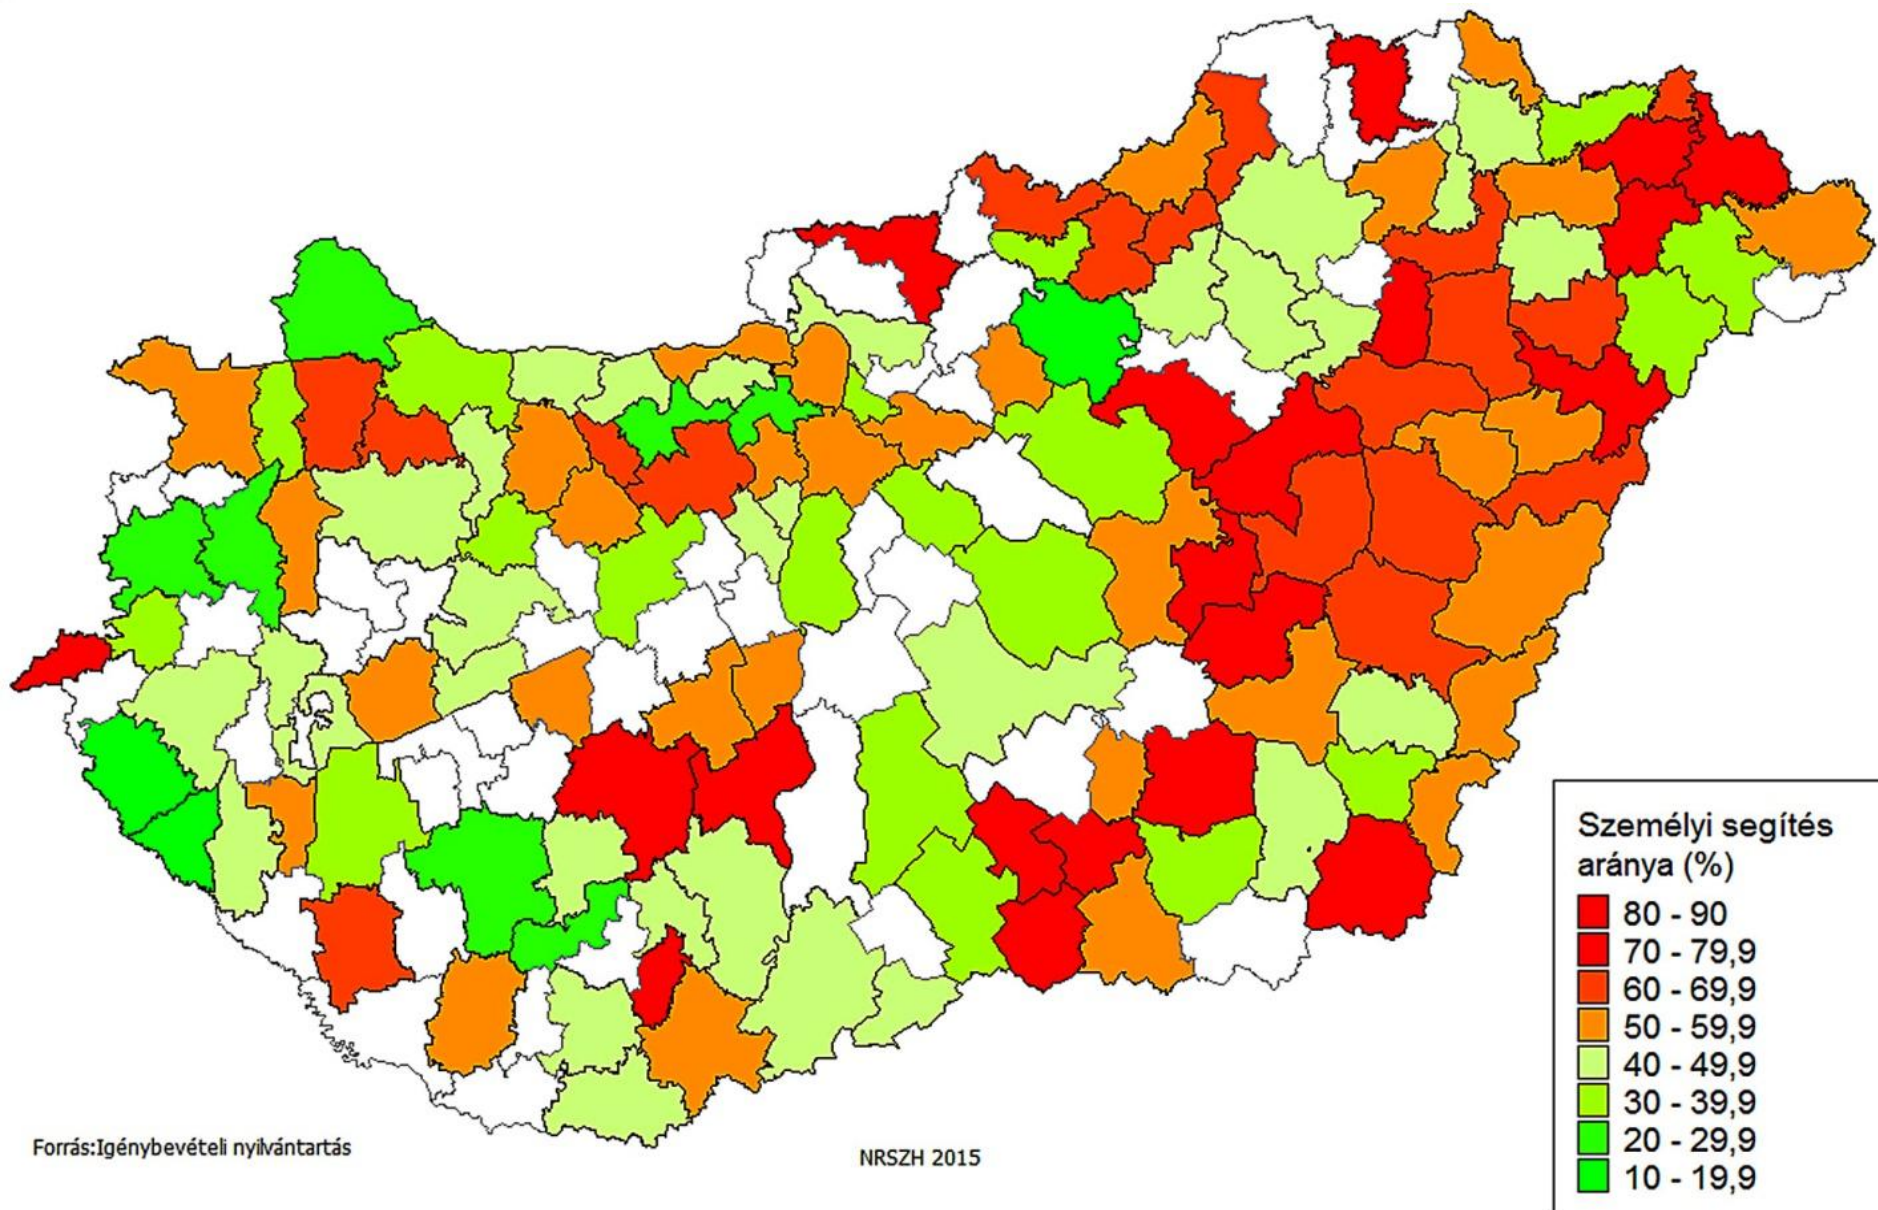 Személyi segítés
aránya (%)
80 - 90
70 - 79,9
60 - 69,9
50 - 59,9
40 - 49,9
30 - 39,9
20 - 29,9
10 - 19,9
Forrás:Igénybevételi nyilvántartás
NRSZH 2015